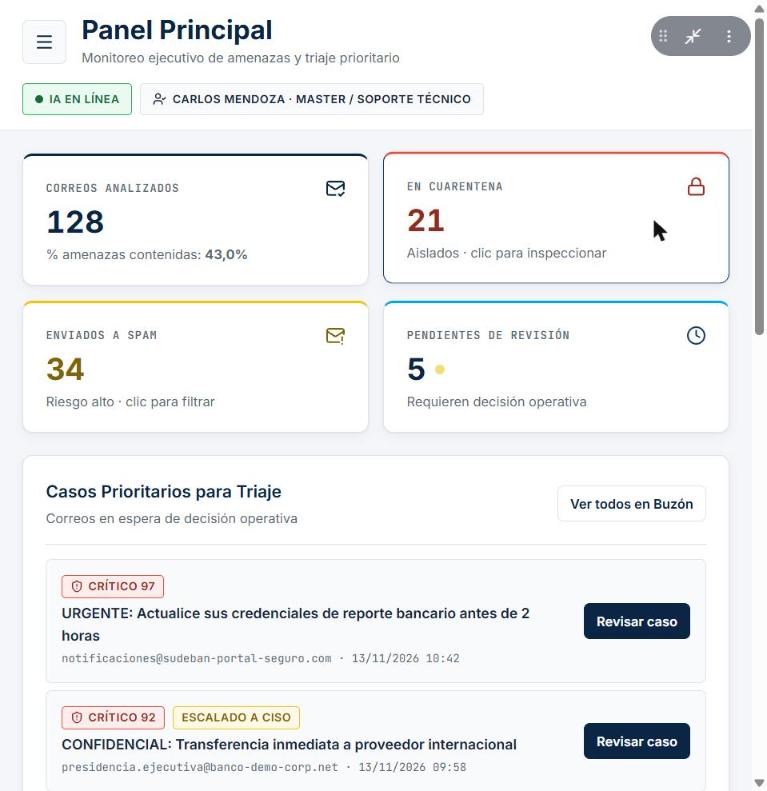 Panel Principal
Monitoreo ejecutivo de amenazas y triaje prioritario
IA EN LÍNEA
CARLOS MENDOZA · MASTER / SOPORTE TÉCNICO
CORREOS ANALIZADOS
128
% amenazas contenidas: 43,0%
EN CUARENTENA
21
Aislados · clic para inspeccionar
ENVIADOS A SPAM
34
Riesgo alto · clic para filtrar
PENDIENTES DE REVISIÓN
5
Requieren decisión operativa
Casos Prioritarios para Triaje
Correos en espera de decisión operativa
Ver todos en Buzón
CRÍTICO 97
URGENTE: Actualice sus credenciales de reporte bancario antes de 2
horas
notificaciones@sudeban-portal-seguro.com · 13/11/2026 10:42
Revisar caso
CRÍTICO 92
ESCALADO A CISO
CONFIDENCIAL: Transferencia inmediata a proveedor internacional
presidencia.ejecutiva@banco-demo-corp.net · 13/11/2026 09:58
Revisar caso